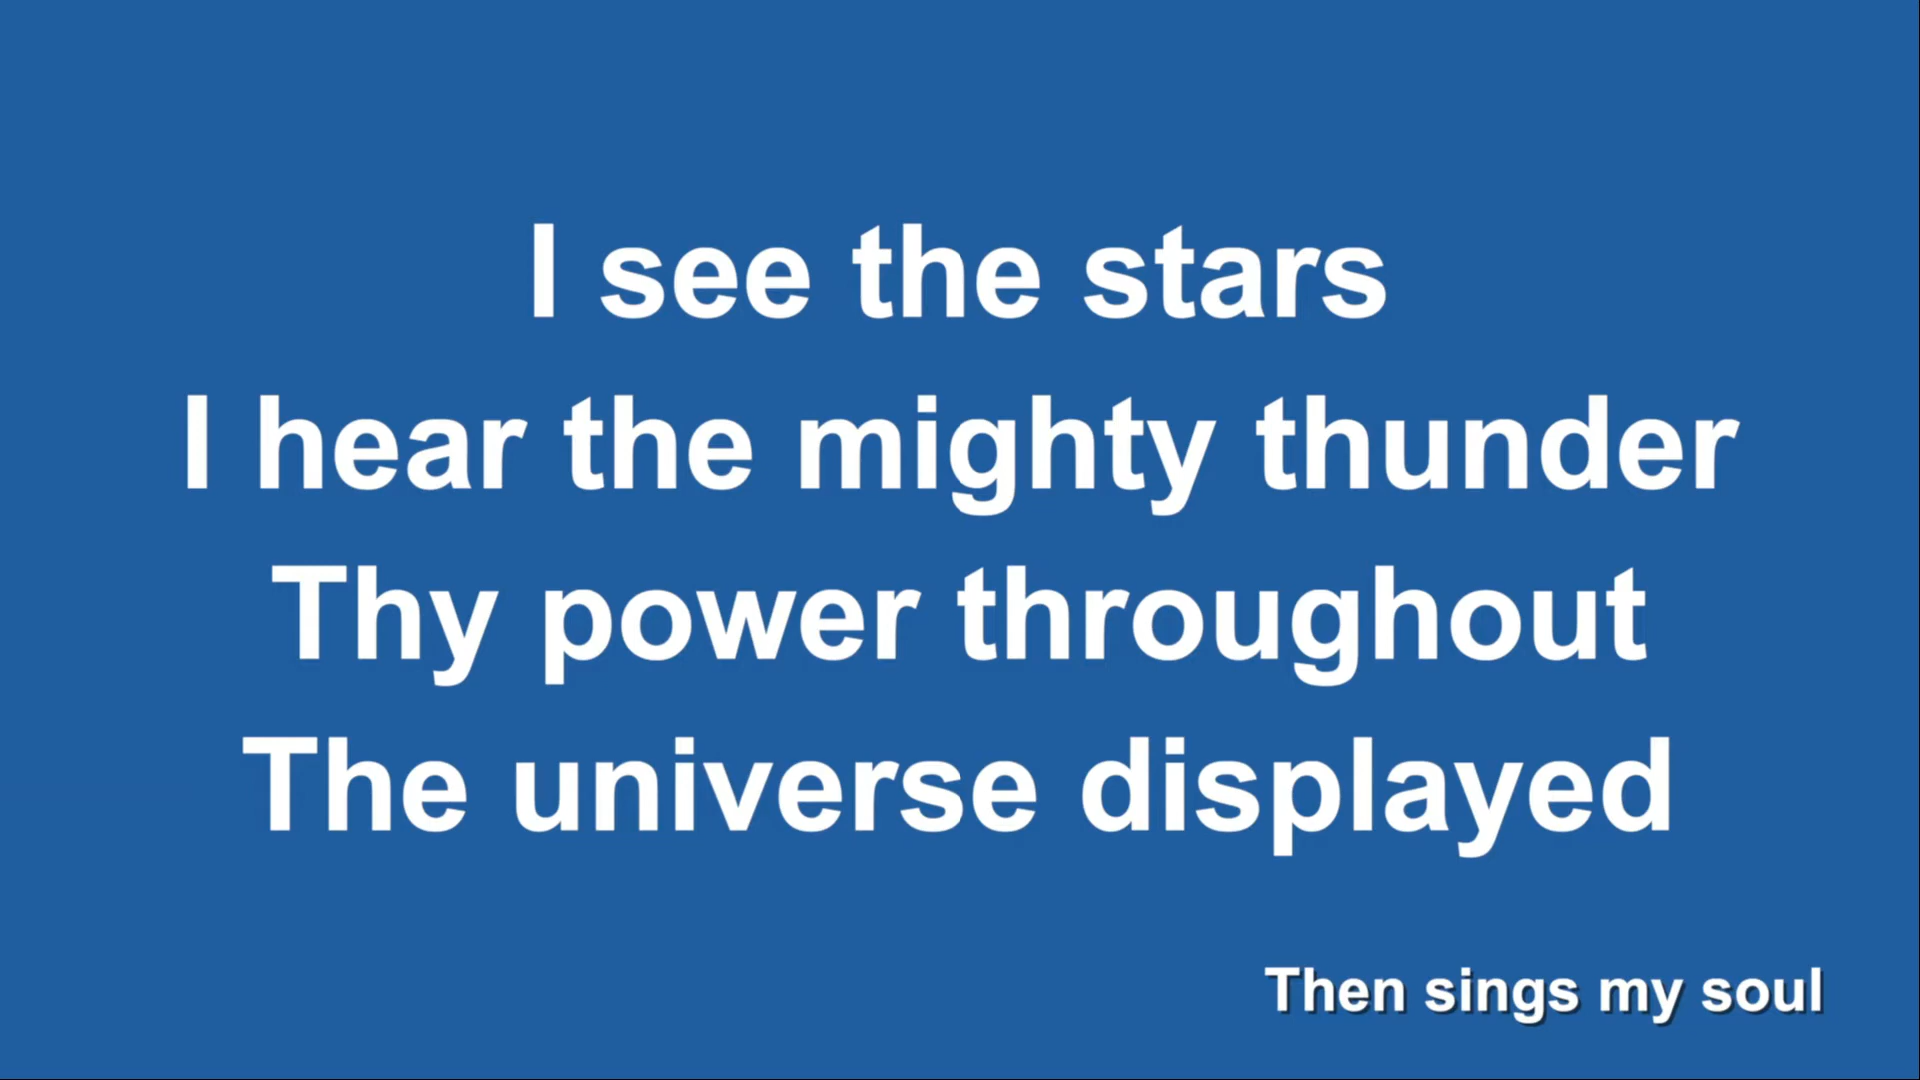 I see the stars
I hear the mighty thunder
Thy power throughout
The universe displayed
Then sings my soul